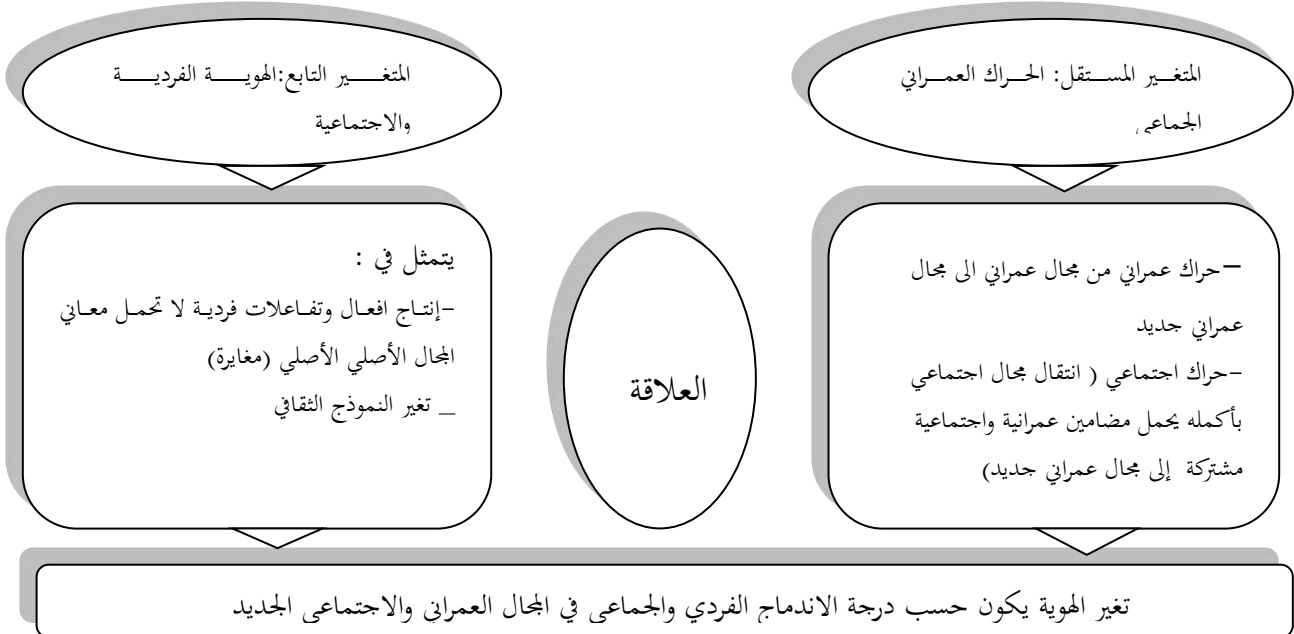 المتغير المستقل: الحراك العمراني
الجماعي
المتغير التابع:الهوية الفردية
والاجتماعية
–حراك عمراني من مجال عمراني الى مجال
عمراني جديد
-حراك اجتماعي ( انتقال مجال اجتماعي
بأكمله يحمل مضامين عمرانية واجتماعية
مشتركة إلى مجال عمراني جديد)
العلاقة
يتمثل في :
-إنتاج افعال وتفاعلات فردية لا تحمل معاني
المجال الأصلي الأصلي (مغايرة)
_ تغير النموذج الثقافي
تغير الهوية يكون حسب درجة الاندماج الفردي والجماعي في المجال العمراني والاجتماعي الجديد